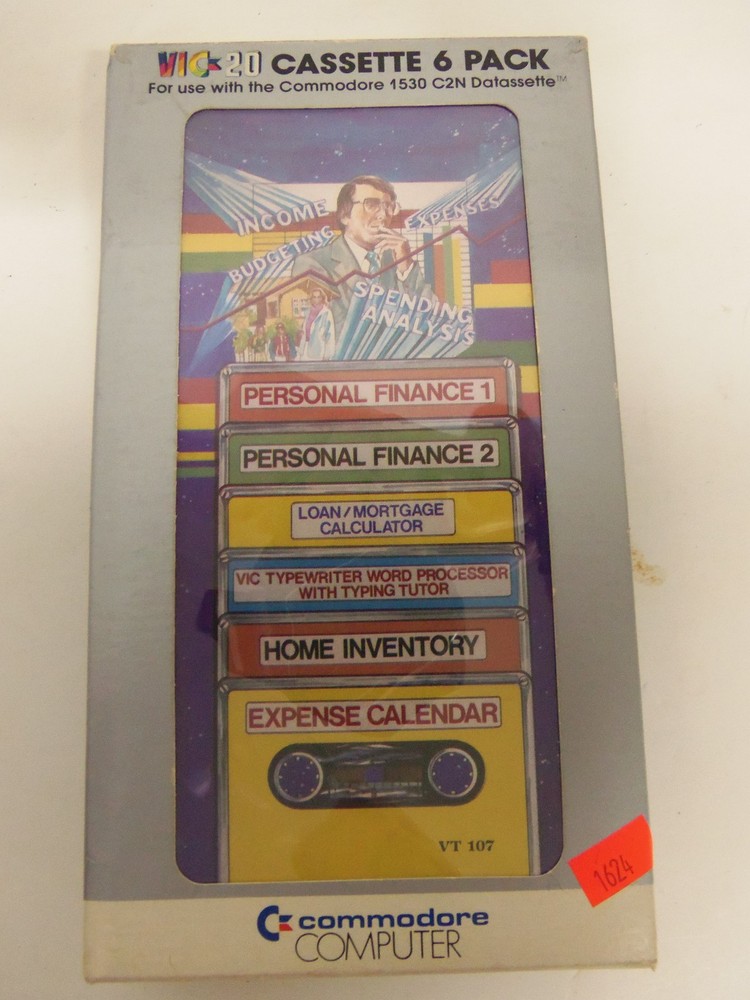 VIC-20 CASSETTE 6 PACK
For use with the Commodore 1530 C2N Datassette™
INCOME
EXPENSES
BUDGETING
SPENDING
ANALYSIS
PERSONAL FINANCE 1
PERSONAL FINANCE 2
LOAN/MORTGAGE
CALCULATOR
VIC TYPEWRITER WORD PROCESSOR
WITH TYPING TUTOR
HOME INVENTORY
EXPENSE CALENDAR
VT 107
1624
commodore
COMPUTER